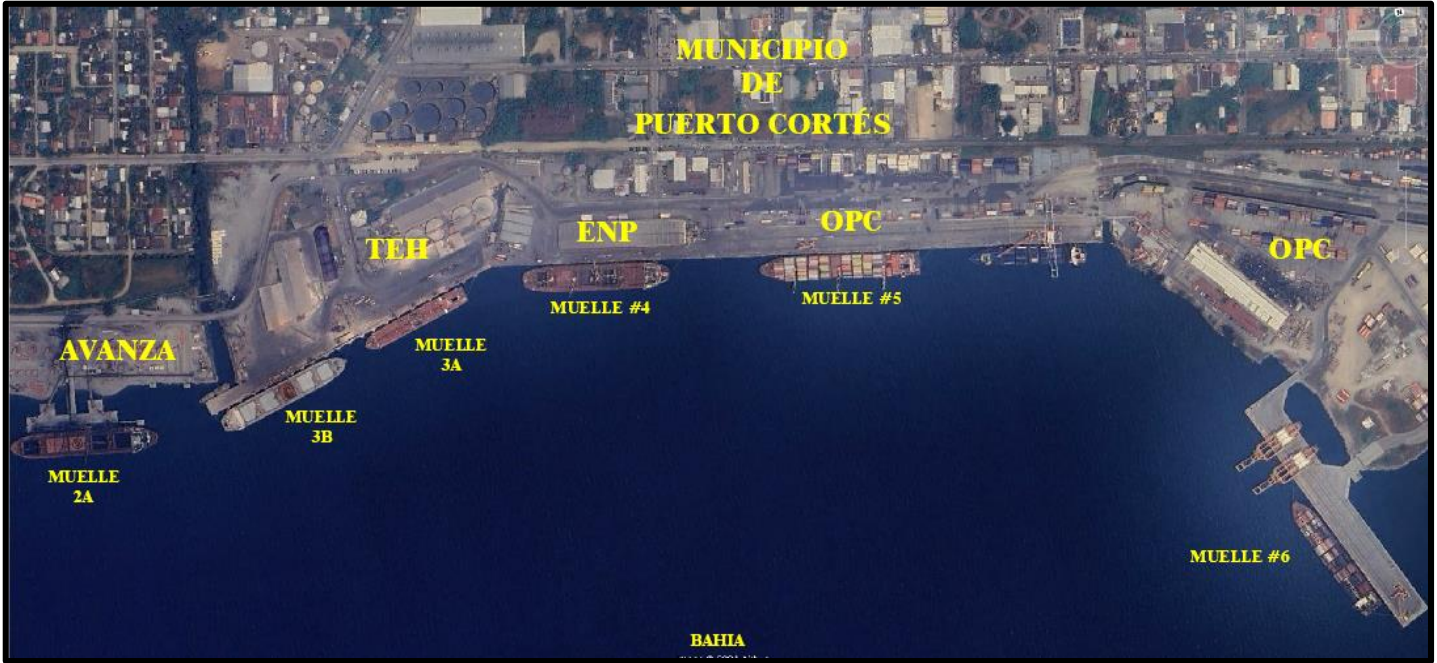 MUNICIPIO
DE
PUERTO CORTÉS
TEH
ENP
OPC
OPC
AVANZA
MUELLE #4
MUELLE #5
MUELLE
3A
MUELLE
3B
MUELLE
2A
MUELLE #6
BAHIA